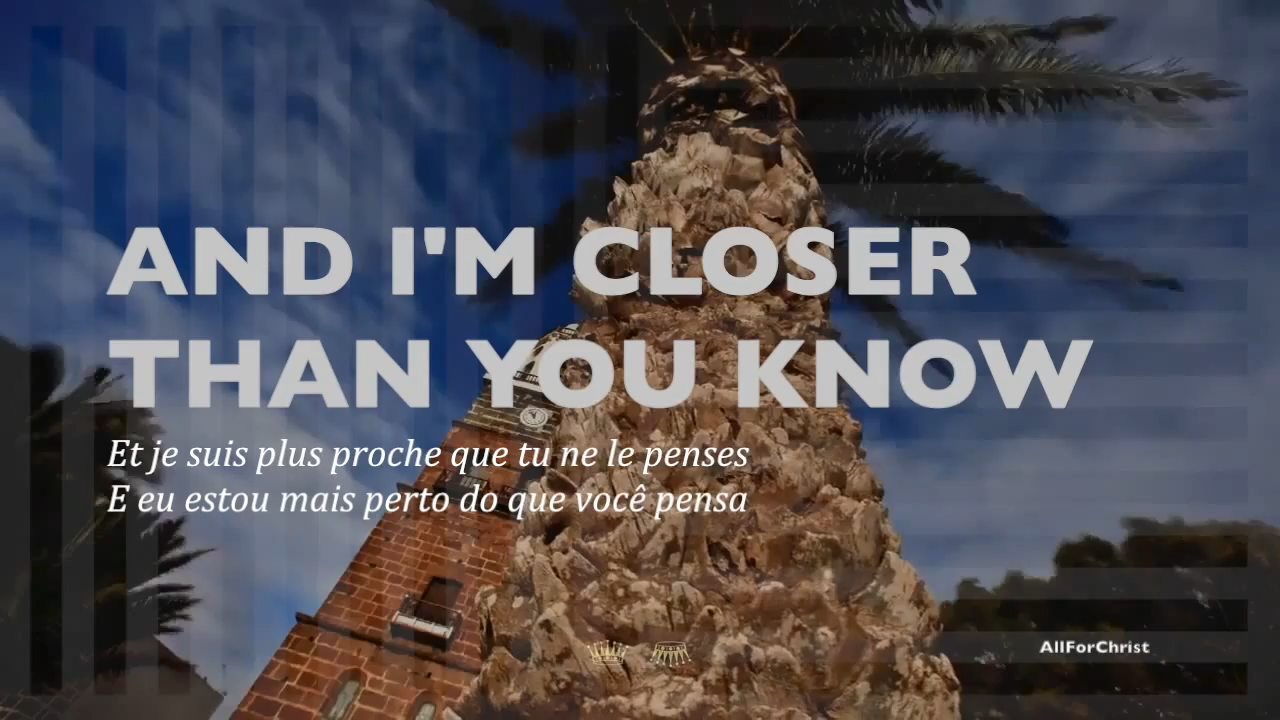 AND I'M CLOSER
THAN YOU KNOW
Et je suis plus proche que tu ne le penses
E eu estou mais perto do que você pensa
AllForChrist